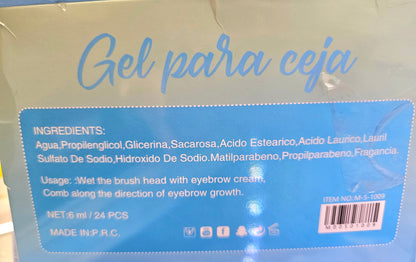 Gel para ceja
INGREDIENTS:
Agua,Propilenglicol,Glicerina,Sacarosa,Acido Estearico,Acido Laurico,Lauril
Sulfato De Sodio,Hidroxido De Sodio.Matilparabeno,Propilparabeno,Fragancia.
Usage: :Wet the brush head with eyebrow cream,
Comb along the direction of eyebrow growth.
NET:6 ml / 24 PCS
MADE IN:P.R.C.
ITEM NO.MI-5-1009